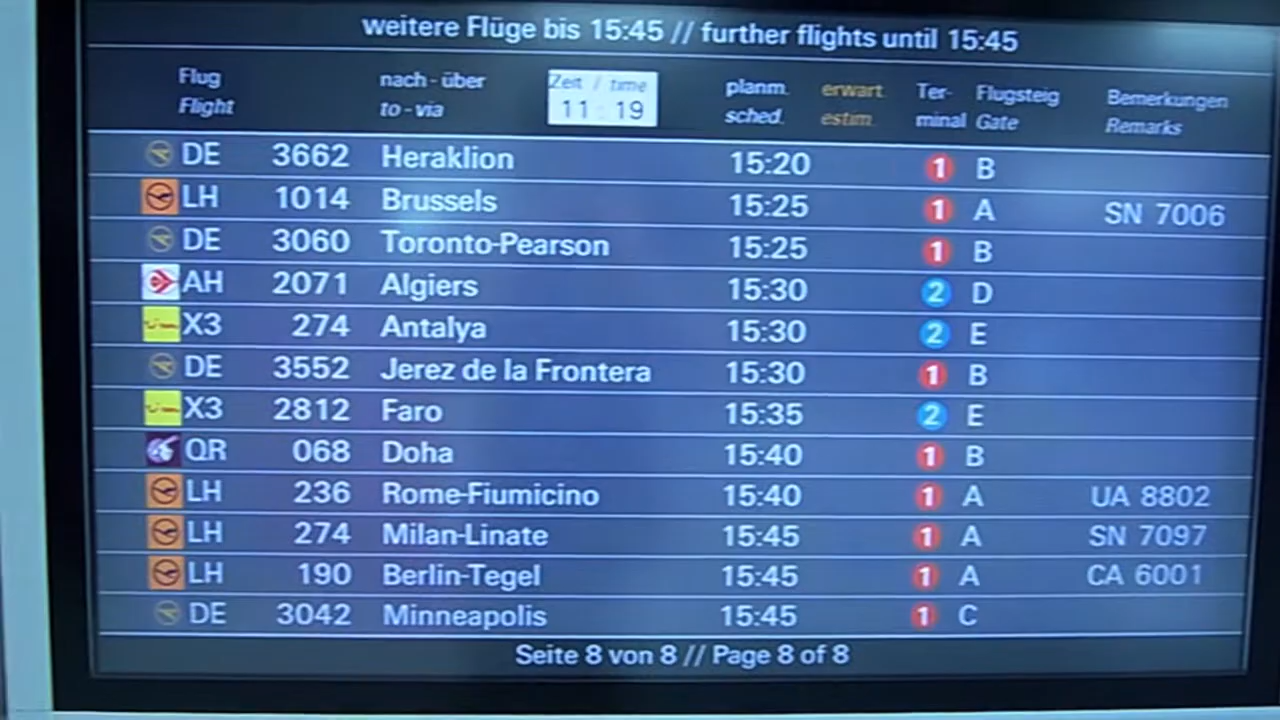 weitere Flüge bis 15:45 // further flights until 15:45
Flug nach - über Zeit / time planm. erwart. Ter- Flugsteig Bemerkungen
Flight to - via 11:19 sched. estim. minal Gate Remarks
DE 3662 Heraklion 15:20 1 B
LH 1014 Brussels 15:25 1 A SN 7006
DE 3060 Toronto-Pearson 15:25 1 B
AH 2071 Algiers 15:30 2 D
X3 274 Antalya 15:30 2 E
DE 3552 Jerez de la Frontera 15:30 1 B
X3 2812 Faro 15:35 2 E
QR 068 Doha 15:40 1 B
LH 236 Rome-Fiumicino 15:40 1 A UA 8802
LH 274 Milan-Linate 15:45 1 A SN 7097
LH 190 Berlin-Tegel 15:45 1 A CA 6001
DE 3042 Minneapolis 15:45 1 C
Seite 8 von 8 // Page 8 of 8